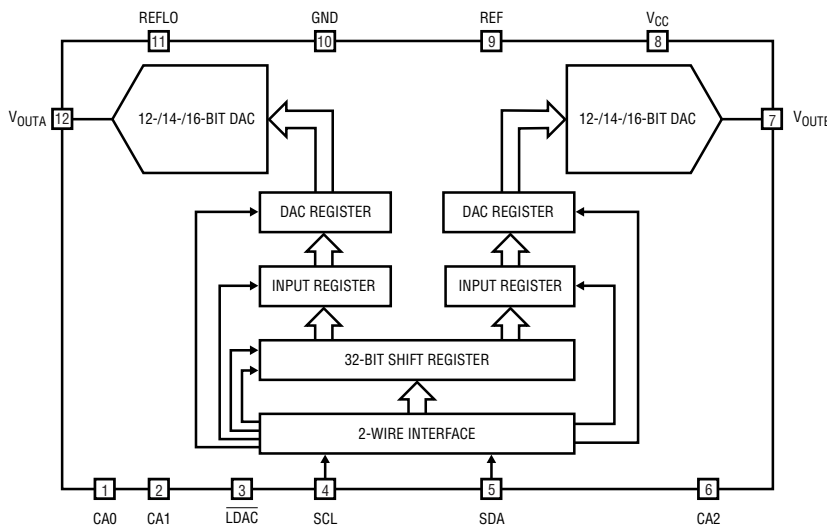 REFLO GND REF VCC
11 10 9 8
12-/14-/16-BIT DAC 12-/14-/16-BIT DAC
VOUTA 12 7 VOUTB
DAC REGISTER DAC REGISTER
INPUT REGISTER INPUT REGISTER
32-BIT SHIFT REGISTER
2-WIRE INTERFACE
1 2 3 4 5 6
CA0 CA1 LDAC SCL SDA CA2